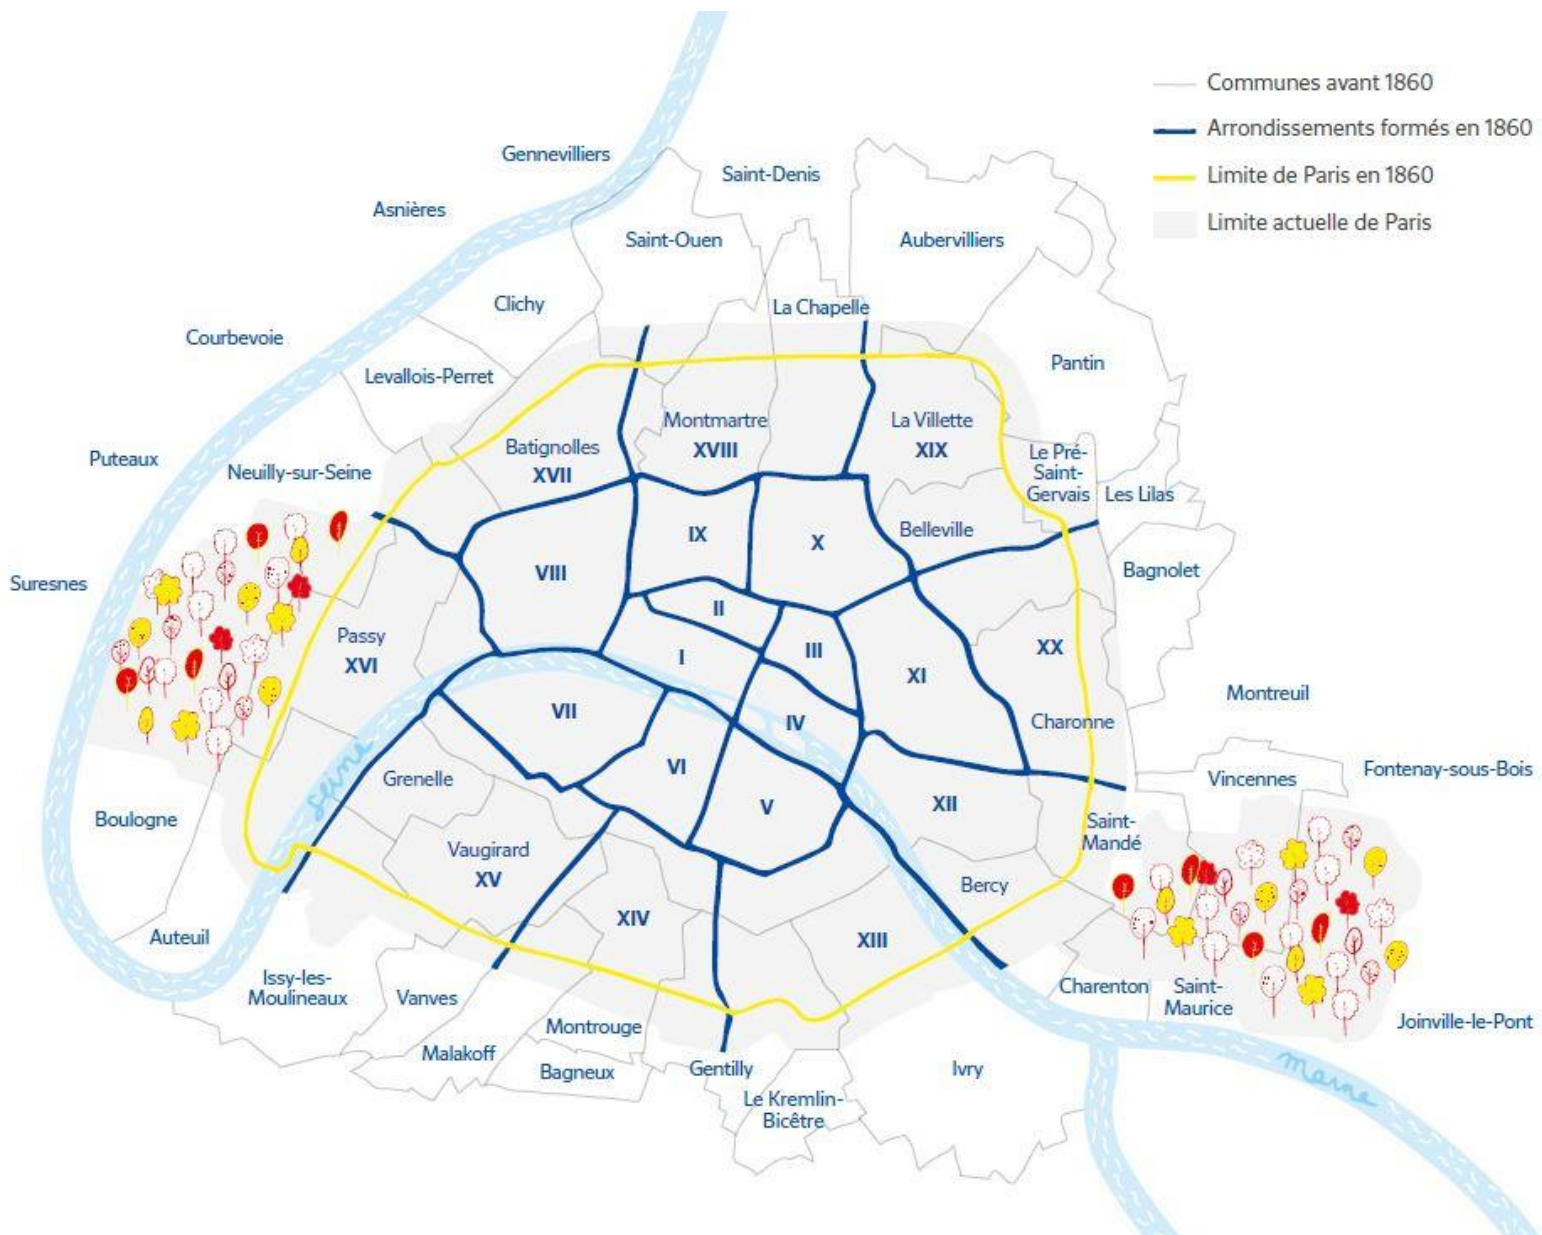 Communes avant 1860
Arrondissements formés en 1860
Limite de Paris en 1860
Limite actuelle de Paris
Gennevilliers
Saint-Denis
Asnières
Saint-Ouen
Aubervilliers
Clichy
La Chapelle
Courbevoie
Levallois-Perret
Pantin
Puteaux
Neuilly-sur-Seine
Batignolles
XVII
Montmartre
XVIII
La Villette
XIX
Le Pré-
Saint-
Gervais
Les Lilas
Belleville
Bagnolet
Suresnes
VIII
IX
X
II
Passy
XVI
I
III
XI
XX
Montreuil
VII
IV
Charonne
Grenelle
VI
V
XII
Vincennes
Fontenay-sous-Bois
Boulogne
seine
Saint-
Mandé
Vaugirard
XV
Bercy
XIV
XIII
Auteuil
Issy-les-
Moulineaux
Vanves
Charenton
Saint-
Maurice
Joinville-le-Pont
Montrouge
Malakoff
Bagneux
Gentilly
Ivry
Le Kremlin-
Bicêtre
marne